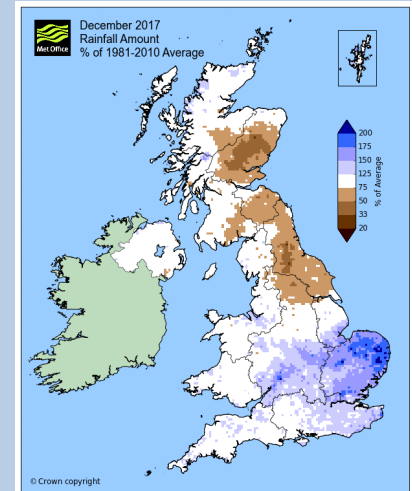 Met Office
December 2017
Rainfall Amount
% of 1981-2010 Average
200
175
150
125
75
50
33
20
% of Average
© Crown copyright